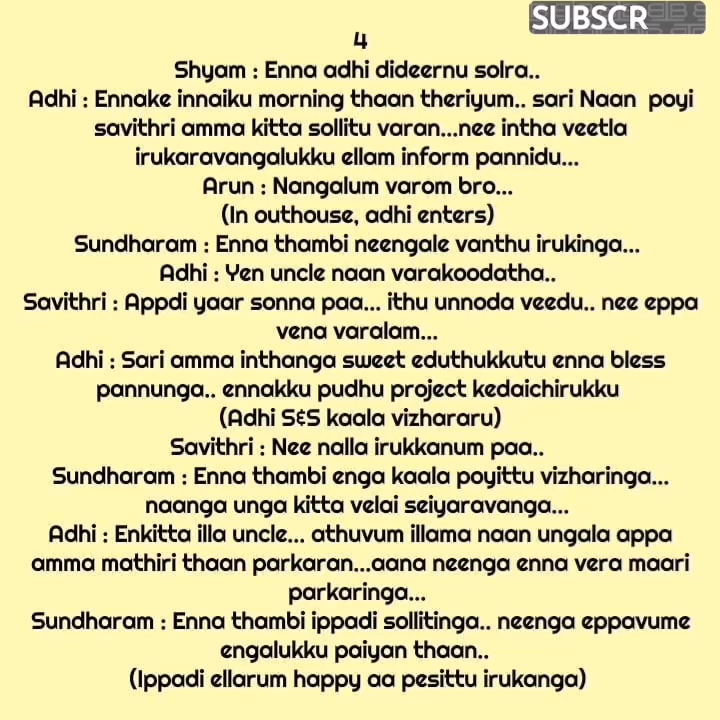 SUBSCR
4
Shyam : Enna adhi dideernu solra..
Adhi : Ennake innaiku morning thaan theriyum.. sari Naan poyi
savithri amma kitta sollitu varan...nee intha veetla
irukaravangalukku ellam inform pannidu...
Arun : Nangalum varom bro...
(In outhouse, adhi enters)
Sundharam : Enna thambi neengale vanthu irukinga...
Adhi : Yen uncle naan varakoodatha..
Savithri : Appdi yaar sonna paa... ithu unnoda veedu.. nee eppa
vena varalam...
Adhi : Sari amma inthanga sweet eduthukkutu enna bless
pannunga.. ennakku pudhu project kedaichirukku
(Adhi S&S kaala vizhararu)
Savithri : Nee nalla irukkanum paa..
Sundharam : Enna thambi enga kaala poyittu vizharinga...
naanga unga kitta velai seiyaravanga...
Adhi : Enkitta illa uncle... athuvum illama naan ungala appa
amma mathiri thaan parkaran...aana neenga enna vera maari
parkaringa...
Sundharam : Enna thambi ippadi sollitinga.. neenga eppavume
engalukku paiyan thaan..
(Ippadi ellarum happy aa pesittu irukanga)